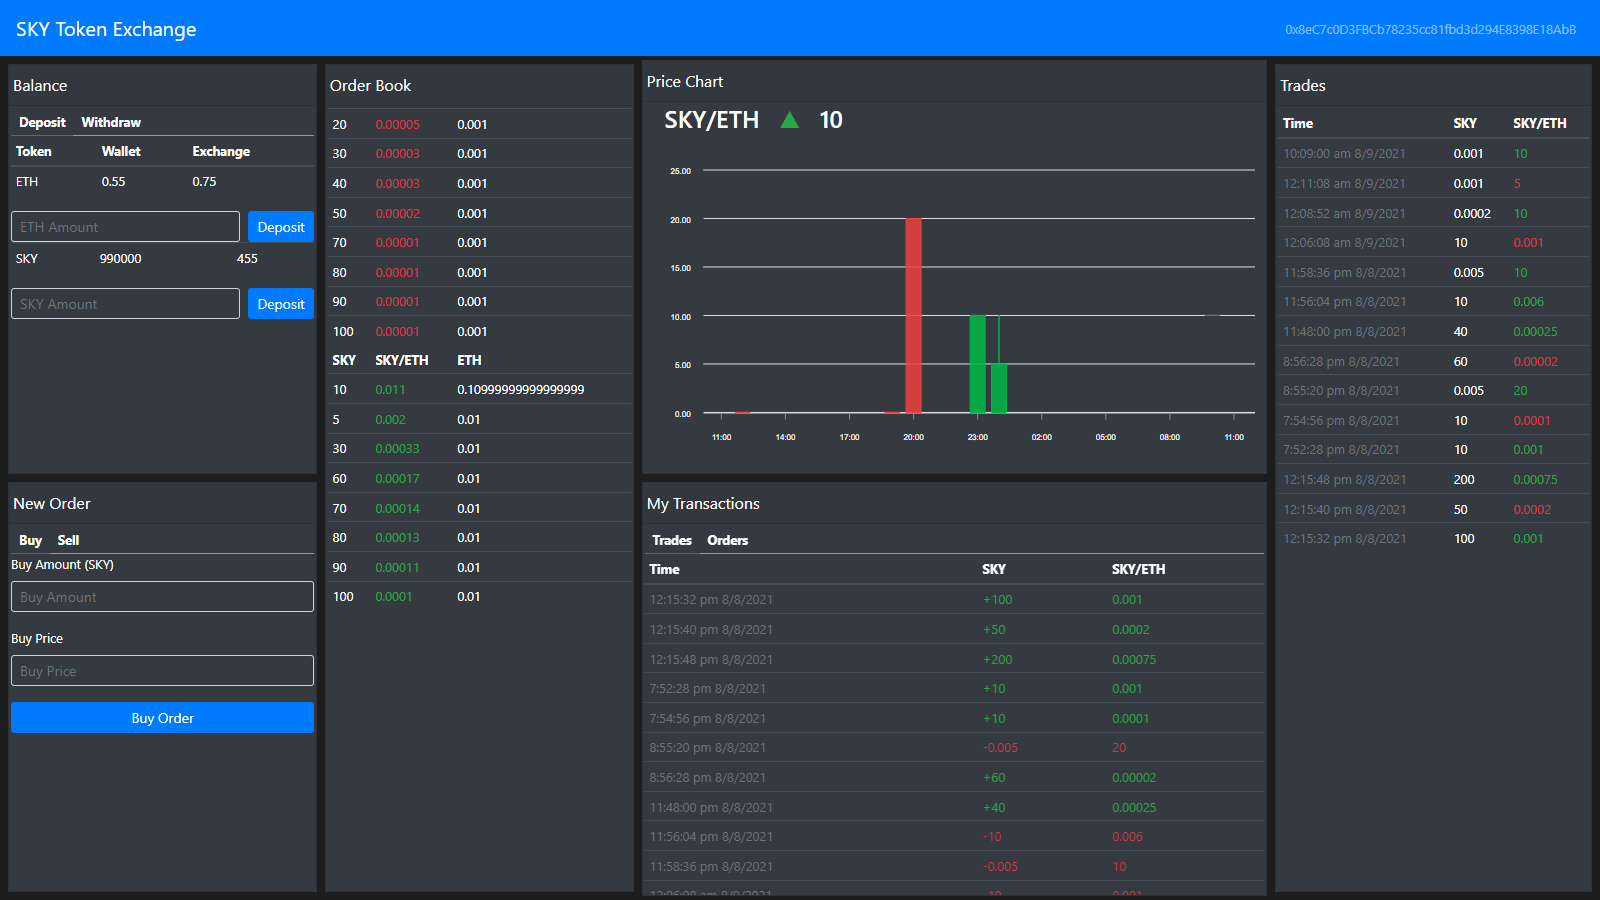 SKY Token Exchange
0x8eC7c0D3FBCb78235cc81fbd3d294E8398E18AbB
Balance
Deposit Withdraw
Token Wallet Exchange
ETH 0.55 0.75
ETH Amount Deposit
SKY 990000 455
SKY Amount Deposit
New Order
Buy Sell
Buy Amount (SKY)
Buy Amount
Buy Price
Buy Price
Buy Order
Order Book
20 0.00005 0.001
30 0.00003 0.001
40 0.00003 0.001
50 0.00002 0.001
70 0.00001 0.001
80 0.00001 0.001
90 0.00001 0.001
100 0.00001 0.001
SKY SKY/ETH ETH
10 0.011 0.10999999999999999
5 0.002 0.01
30 0.00033 0.01
60 0.00017 0.01
70 0.00014 0.01
80 0.00013 0.01
90 0.00011 0.01
100 0.0001 0.01
Price Chart
SKY/ETH ▲ 10
25.00
20.00
15.00
10.00
5.00
0.00
11:00 14:00 17:00 20:00 23:00 02:00 05:00 08:00 11:00
My Transactions
Trades Orders
Time SKY SKY/ETH
12:15:32 pm 8/8/2021 +100 0.001
12:15:40 pm 8/8/2021 +50 0.0002
12:15:48 pm 8/8/2021 +200 0.00075
7:52:28 pm 8/8/2021 +10 0.001
7:54:56 pm 8/8/2021 +10 0.0001
8:55:20 pm 8/8/2021 -0.005 20
8:56:28 pm 8/8/2021 +60 0.00002
11:48:00 pm 8/8/2021 +40 0.00025
11:56:04 pm 8/8/2021 -10 0.006
11:58:36 pm 8/8/2021 -0.005 10
12:06:08 am 8/9/2021 -10 0.001
Trades
Time SKY SKY/ETH
10:09:00 am 8/9/2021 0.001 10
12:11:08 am 8/9/2021 0.001 5
12:08:52 am 8/9/2021 0.0002 10
12:06:08 am 8/9/2021 10 0.001
11:58:36 pm 8/8/2021 0.005 10
11:56:04 pm 8/8/2021 10 0.006
11:48:00 pm 8/8/2021 40 0.00025
8:56:28 pm 8/8/2021 60 0.00002
8:55:20 pm 8/8/2021 0.005 20
7:54:56 pm 8/8/2021 10 0.0001
7:52:28 pm 8/8/2021 10 0.001
12:15:48 pm 8/8/2021 200 0.00075
12:15:40 pm 8/8/2021 50 0.0002
12:15:32 pm 8/8/2021 100 0.001